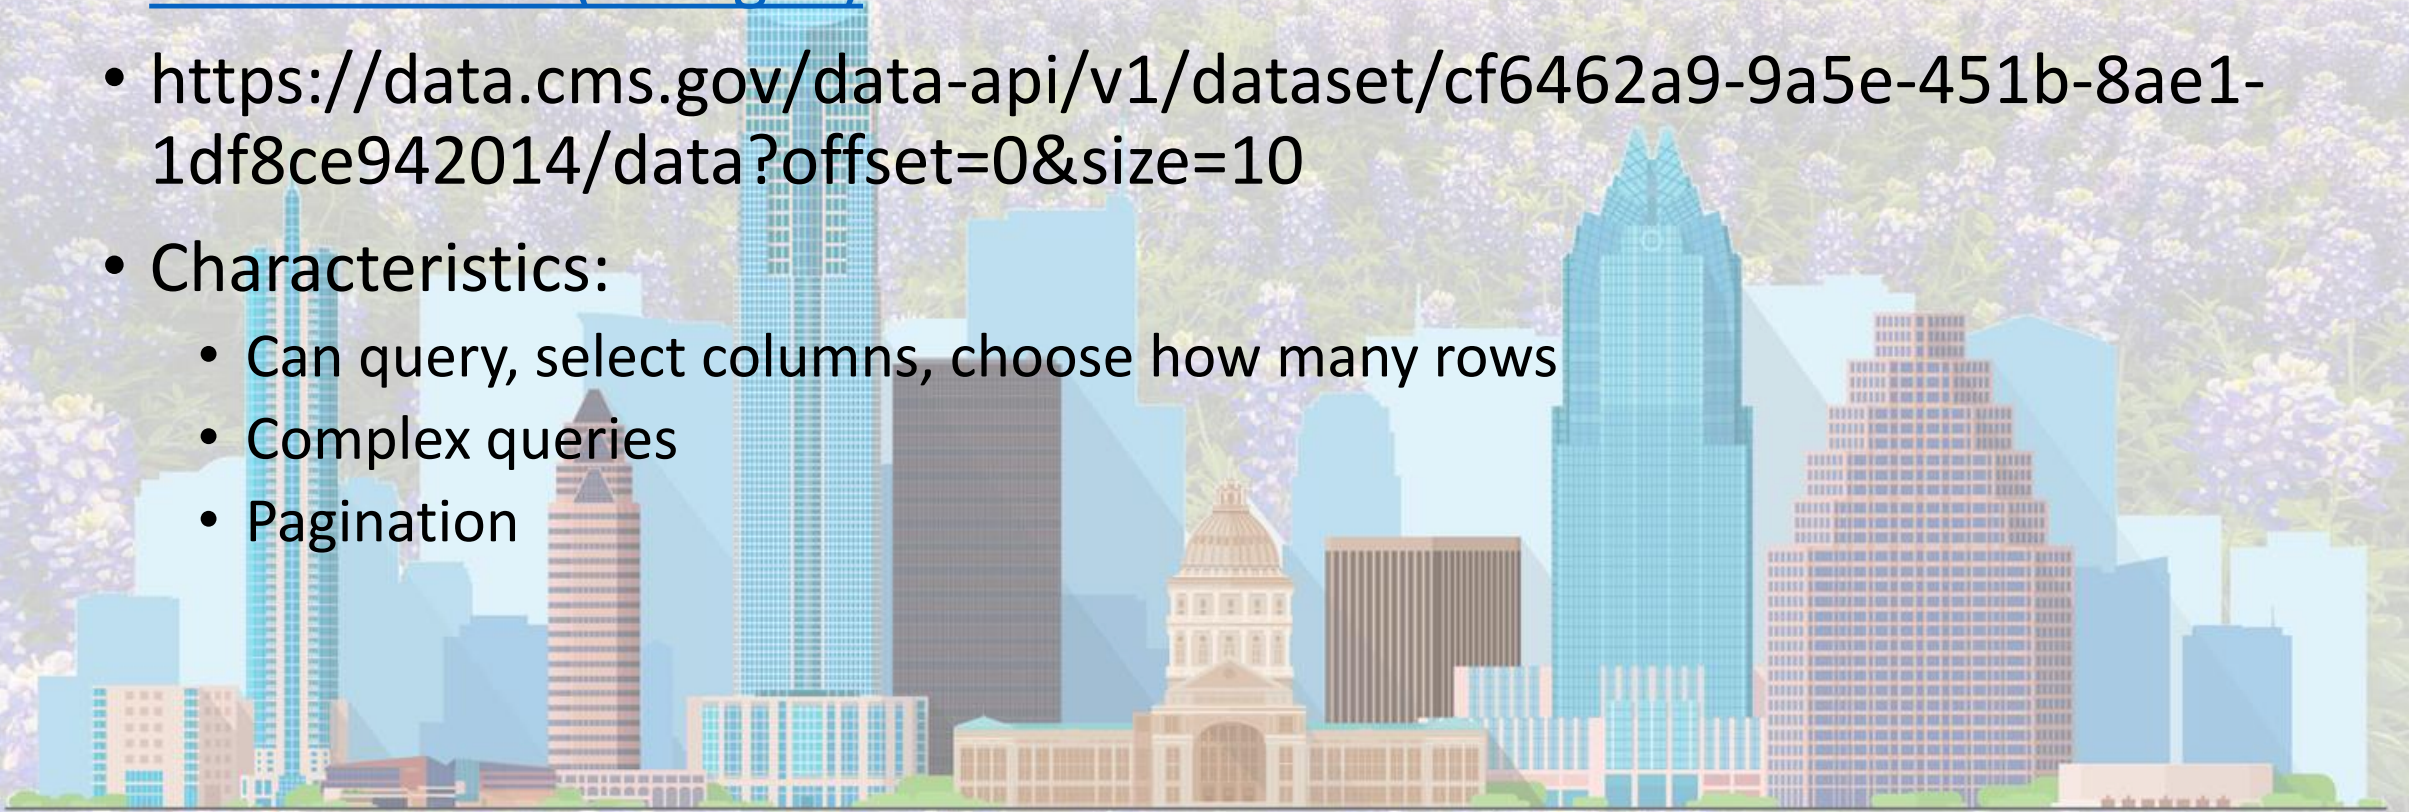 • https://data.cms.gov/data-api/v1/dataset/cf6462a9-9a5e-451b-8ae1-
1df8ce942014/data?offset=0&size=10
• Characteristics:
• Can query, select columns, choose how many rows
• Complex queries
• Pagination